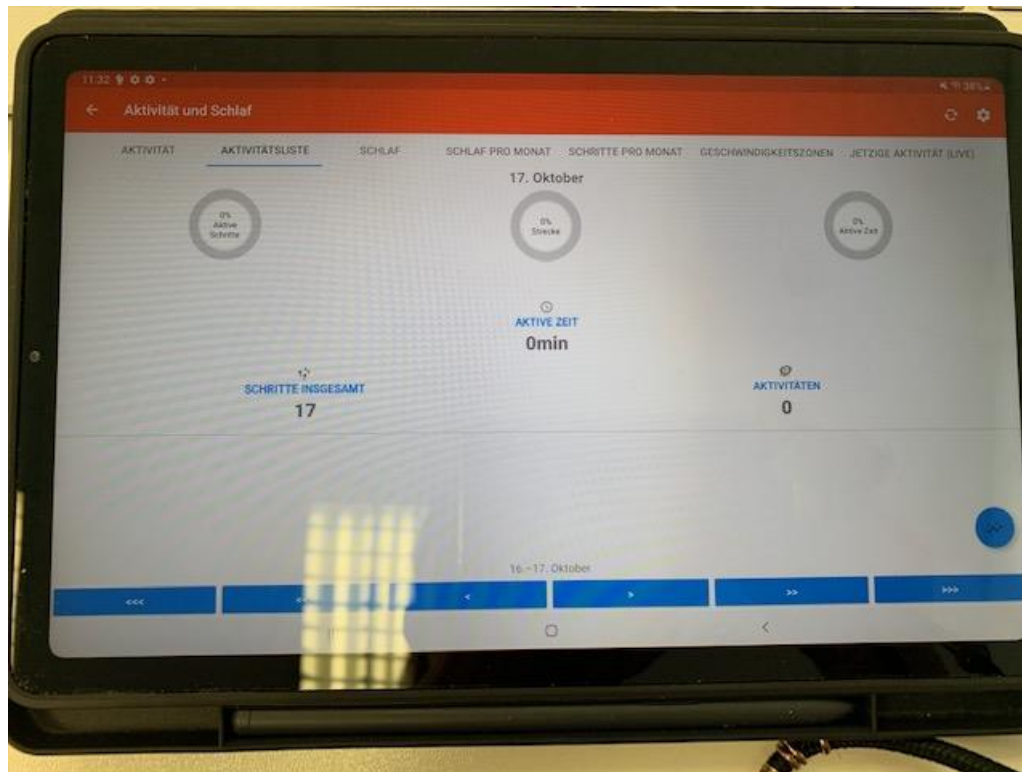 11:32
38%
Aktivität und Schlaf
AKTIVITÄT AKTIVITÄTSLISTE SCHLAF SCHLAF PRO MONAT SCHRITTE PRO MONAT GESCHWINDIGKEITSZONEN JETZIGE AKTIVITÄT (LIVE)
17. Oktober
0%
Aktive
Schritte
0%
Strecke
0%
Aktive Zeit
AKTIVE ZEIT
0min
SCHRITTE INSGESAMT
17
AKTIVITÄTEN
0
16.–17. Oktober
<<< << < > >> >>>